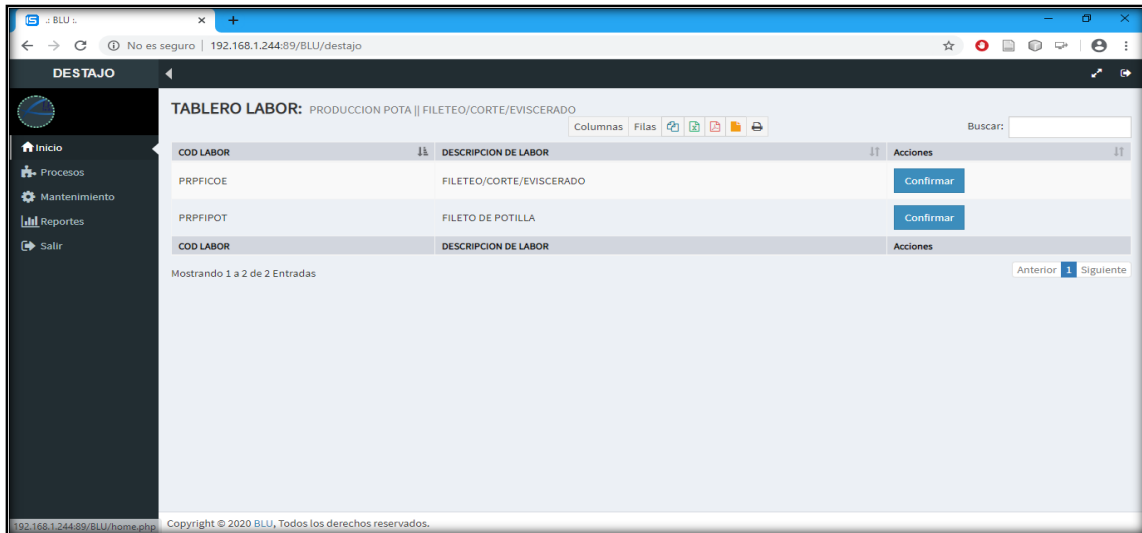 .: BLU :.
No es seguro | 192.168.1.244:89/BLU/destajo
DESTAJO
TABLERO LABOR: PRODUCCION POTA || FILETEO/CORTE/EVISCERADO
Columnas Filas
Buscar:
Inicio
Procesos
Mantenimiento
Reportes
Salir
COD LABOR DESCRIPCION DE LABOR Acciones
PRPFICOE FILETEO/CORTE/EVISCERADO Confirmar
PRPFIPOT FILETO DE POTILLA Confirmar
COD LABOR DESCRIPCION DE LABOR Acciones
Mostrando 1 a 2 de 2 Entradas
Anterior 1 Siguiente
192.168.1.244:89/BLU/home.php
Copyright © 2020 BLU, Todos los derechos reservados.